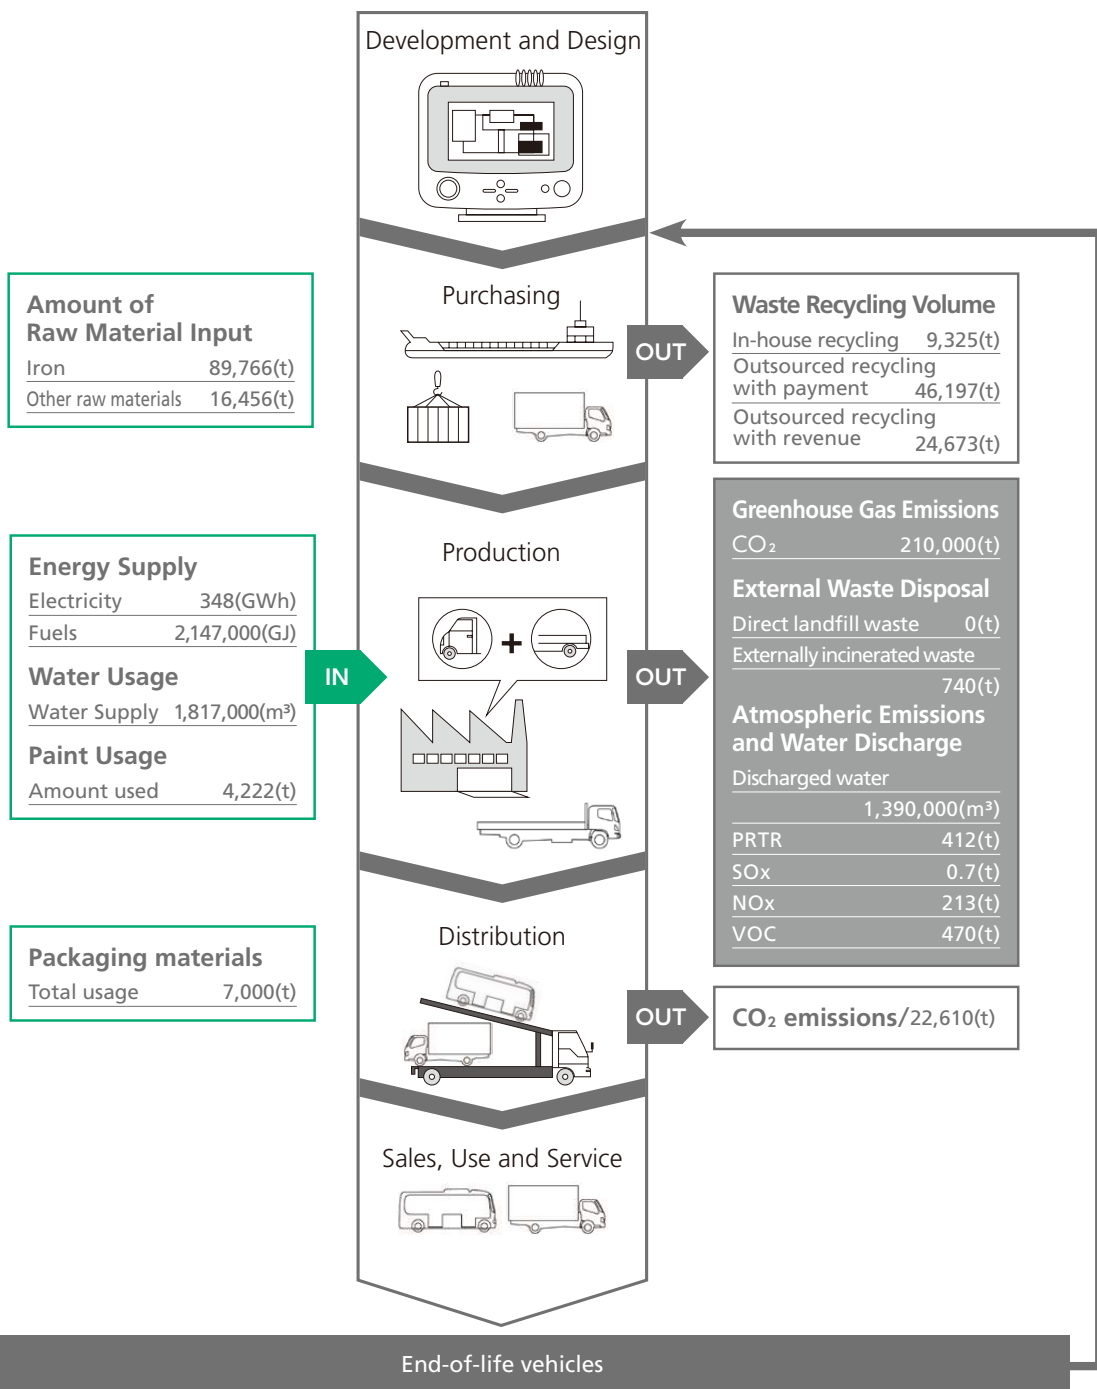 Development and Design
Purchasing
Amount of
Raw Material Input
Iron 89,766(t)
Other raw materials 16,456(t)
OUT
Waste Recycling Volume
In-house recycling 9,325(t)
Outsourced recycling
with payment 46,197(t)
Outsourced recycling
with revenue 24,673(t)
Production
Energy Supply
Electricity 348(GWh)
Fuels 2,147,000(GJ)
Water Usage
Water Supply 1,817,000(m³)
Paint Usage
Amount used 4,222(t)
IN
+
OUT
Greenhouse Gas Emissions
CO₂ 210,000(t)
External Waste Disposal
Direct landfill waste 0(t)
Externally incinerated waste
740(t)
Atmospheric Emissions
and Water Discharge
Discharged water
1,390,000(m³)
PRTR 412(t)
SOx 0.7(t)
NOx 213(t)
VOC 470(t)
Distribution
Packaging materials
Total usage 7,000(t)
OUT
CO₂ emissions/22,610(t)
Sales, Use and Service
End-of-life vehicles